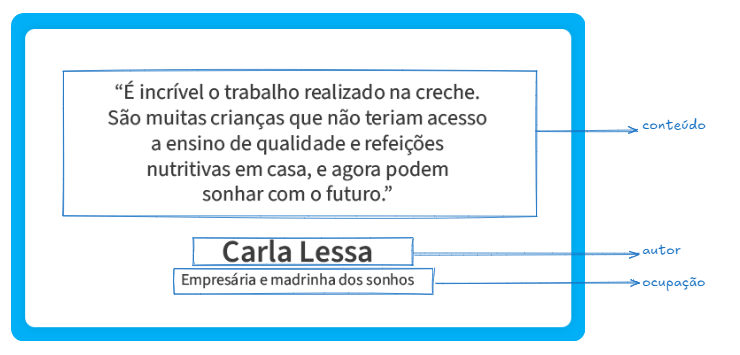 “É incrível o trabalho realizado na creche.
São muitas crianças que não teriam acesso
a ensino de qualidade e refeições
nutritivas em casa, e agora podem
sonhar com o futuro.”
conteúdo
Carla Lessa
autor
Empresária e madrinha dos sonhos
ocupação